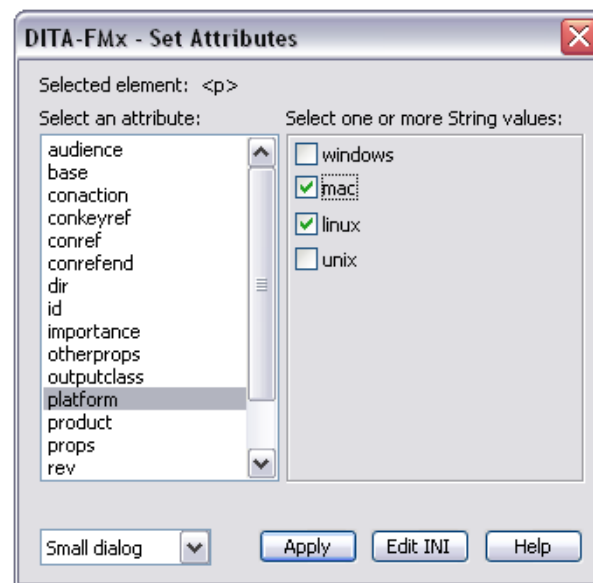 DITA-FMx - Set Attributes
Selected element: <p>
Select an attribute:
Select one or more String values:
audience
base
conaction
conkeyref
conref
conrefend
dir
id
importance
otherprops
outputclass
platform
product
props
rev
windows
mac
linux
unix
Small dialog
Apply
Edit INI
Help